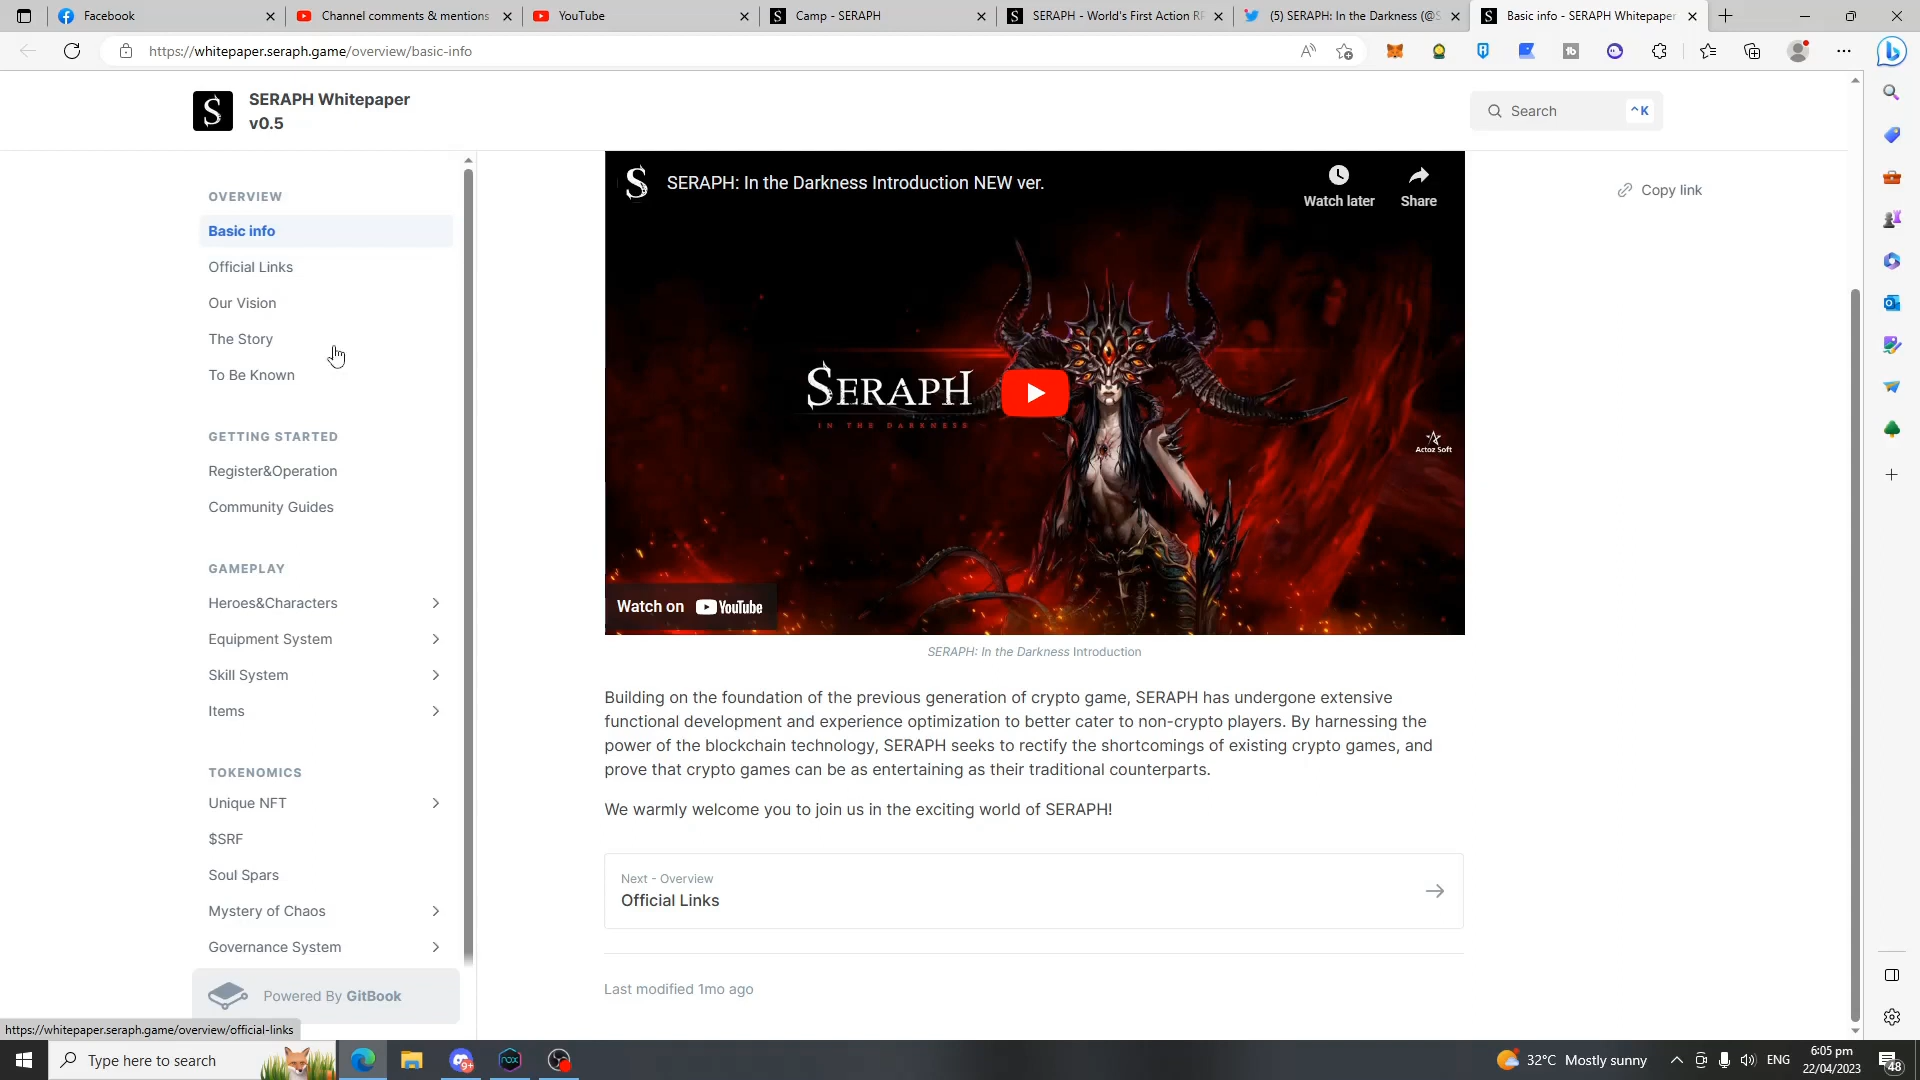 Facebook
Channel comments & mentions
YouTube
Camp - SERAPH
SERAPH - World's First Action RP
(5) SERAPH: In the Darkness (@S
Basic info - SERAPH Whitepaper
https://whitepaper.seraph.game/overview/basic-info
SERAPH Whitepaper
v0.5
Search
^K
OVERVIEW
Basic info
Official Links
Our Vision
The Story
To Be Known
GETTING STARTED
Register&Operation
Community Guides
GAMEPLAY
Heroes&Characters
Equipment System
Skill System
Items
TOKENOMICS
Unique NFT
$SRF
Soul Spars
Mystery of Chaos
Governance System
Powered By GitBook
https://whitepaper.seraph.game/overview/official-links
SERAPH: In the Darkness Introduction NEW ver.
Watch later
Share
SERAPH
IN THE DARKNESS
Actoz Soft
Watch on YouTube
SERAPH: In the Darkness Introduction
Building on the foundation of the previous generation of crypto game, SERAPH has undergone extensive
functional development and experience optimization to better cater to non-crypto players. By harnessing the
power of the blockchain technology, SERAPH seeks to rectify the shortcomings of existing crypto games, and
prove that crypto games can be as entertaining as their traditional counterparts.
We warmly welcome you to join us in the exciting world of SERAPH!
Next - Overview
Official Links
Last modified 1mo ago
Copy link
Type here to search
9+
nox
32°C Mostly sunny
ENG
6:05 pm
22/04/2023
48